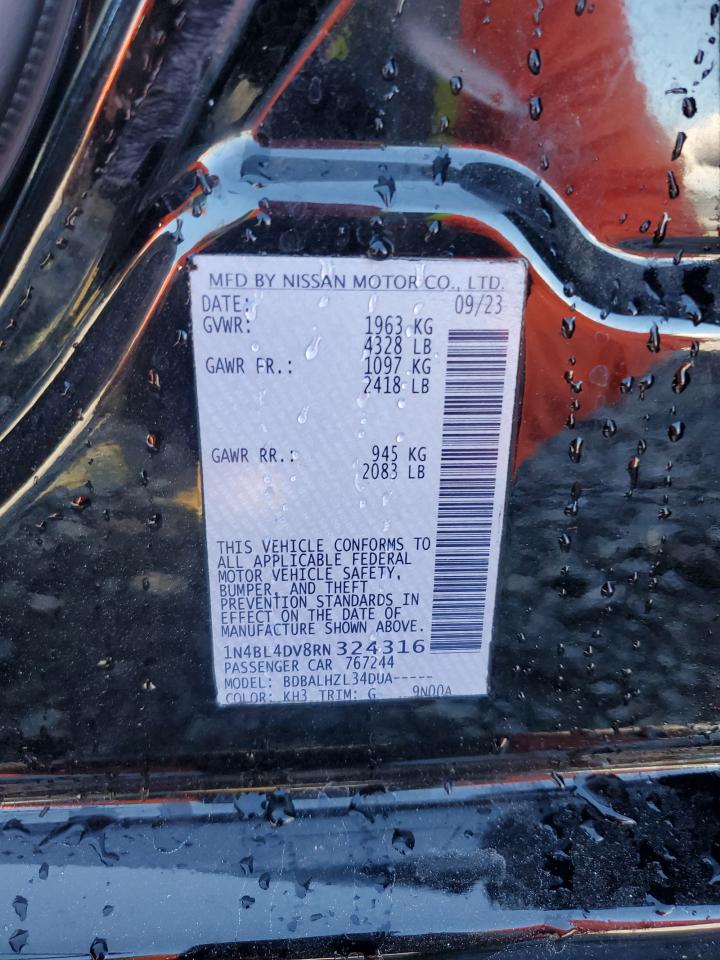 MFD BY NISSAN MOTOR CO., LTD.
DATE: 09/23
GVWR: 1963 KG
4328 LB
GAWR FR.: 1097 KG
2418 LB
GAWR RR.: 945 KG
2083 LB
THIS VEHICLE CONFORMS TO
ALL APPLICABLE FEDERAL
MOTOR VEHICLE SAFETY,
BUMPER, AND THEFT
PREVENTION STANDARDS IN
EFFECT ON THE DATE OF
MANUFACTURE SHOWN ABOVE.
1N4BL4DV8RN 324316
PASSENGER CAR 767244
MODEL: BDBALHZL34DUA-----
COLOR: KH3 TRIM: G 9N00A